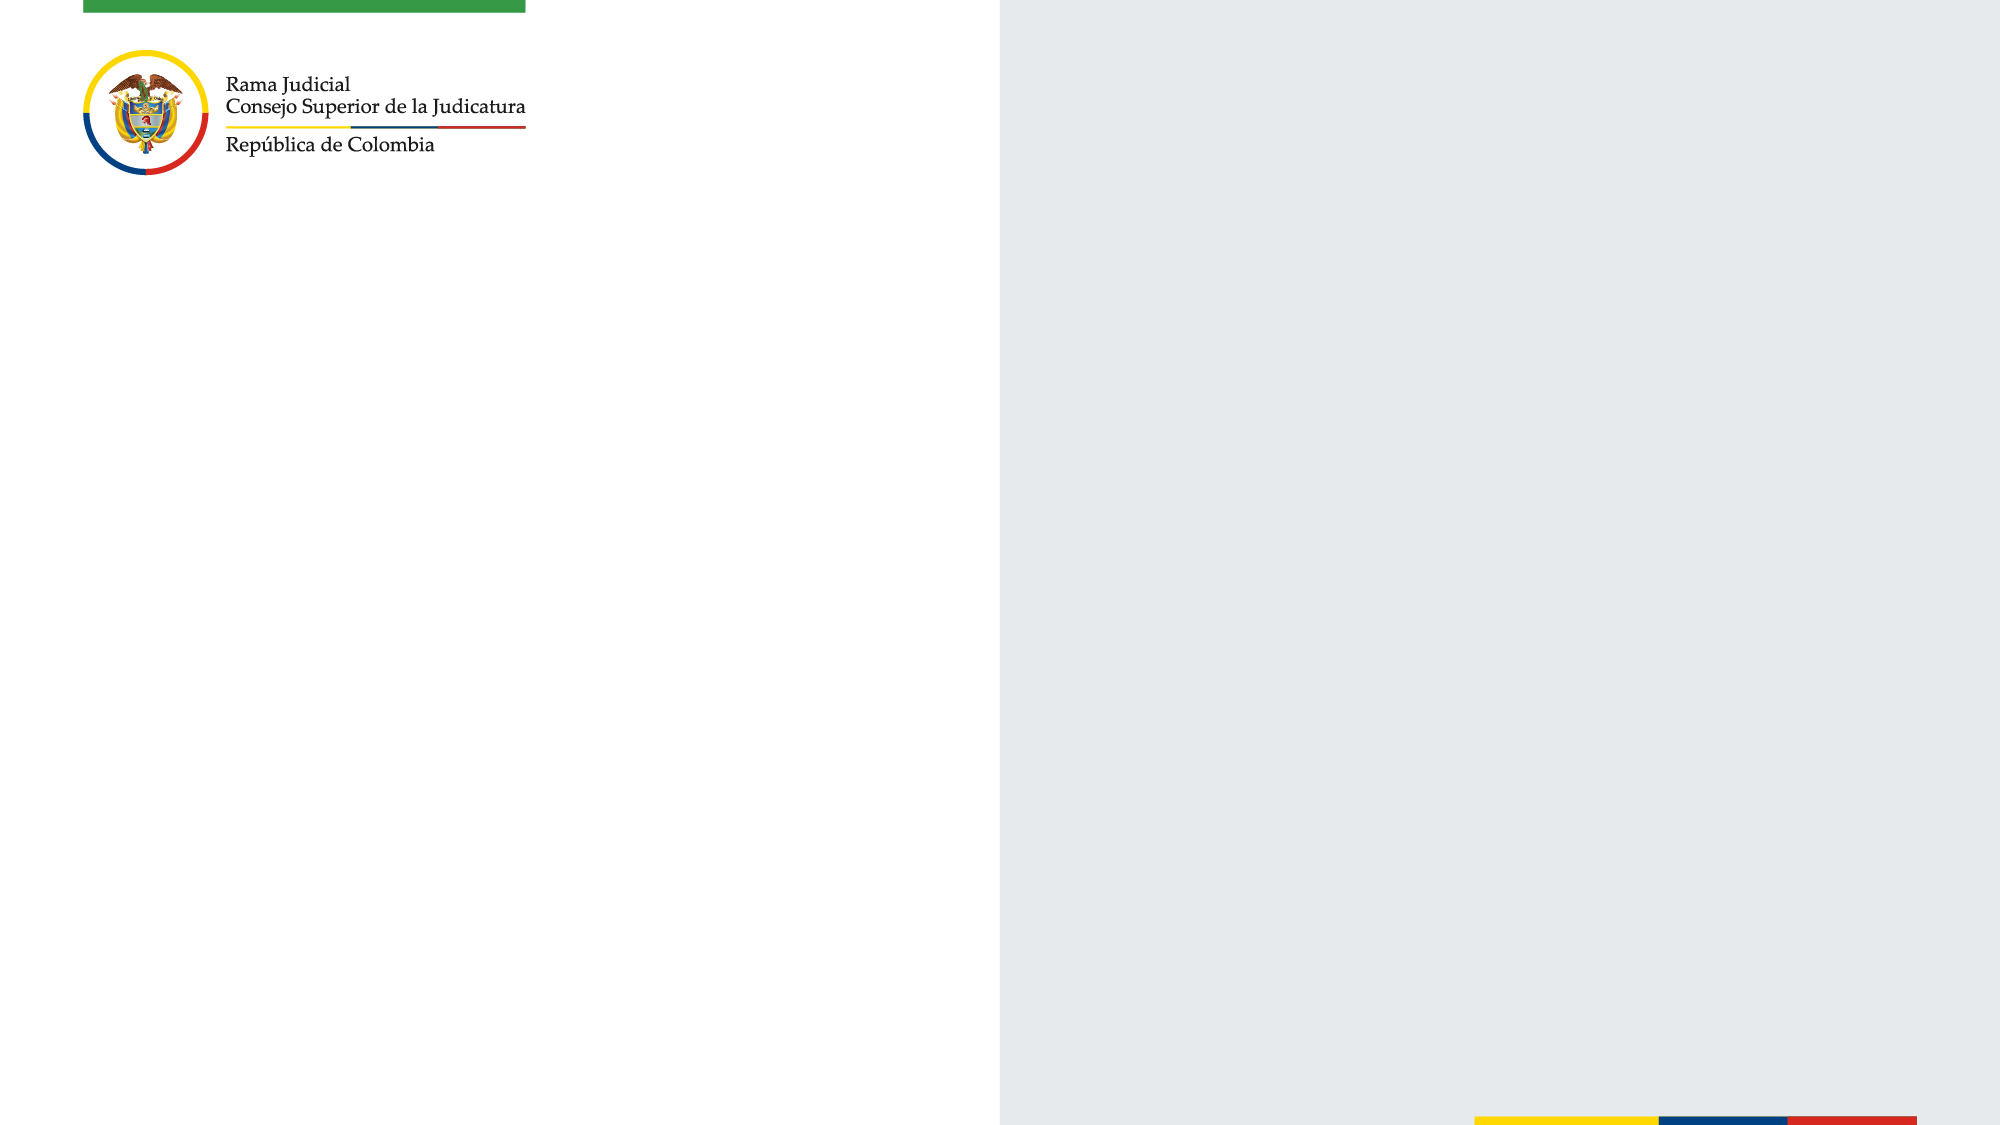 Rama Judicial
Consejo Superior de la Judicatura
República de Colombia